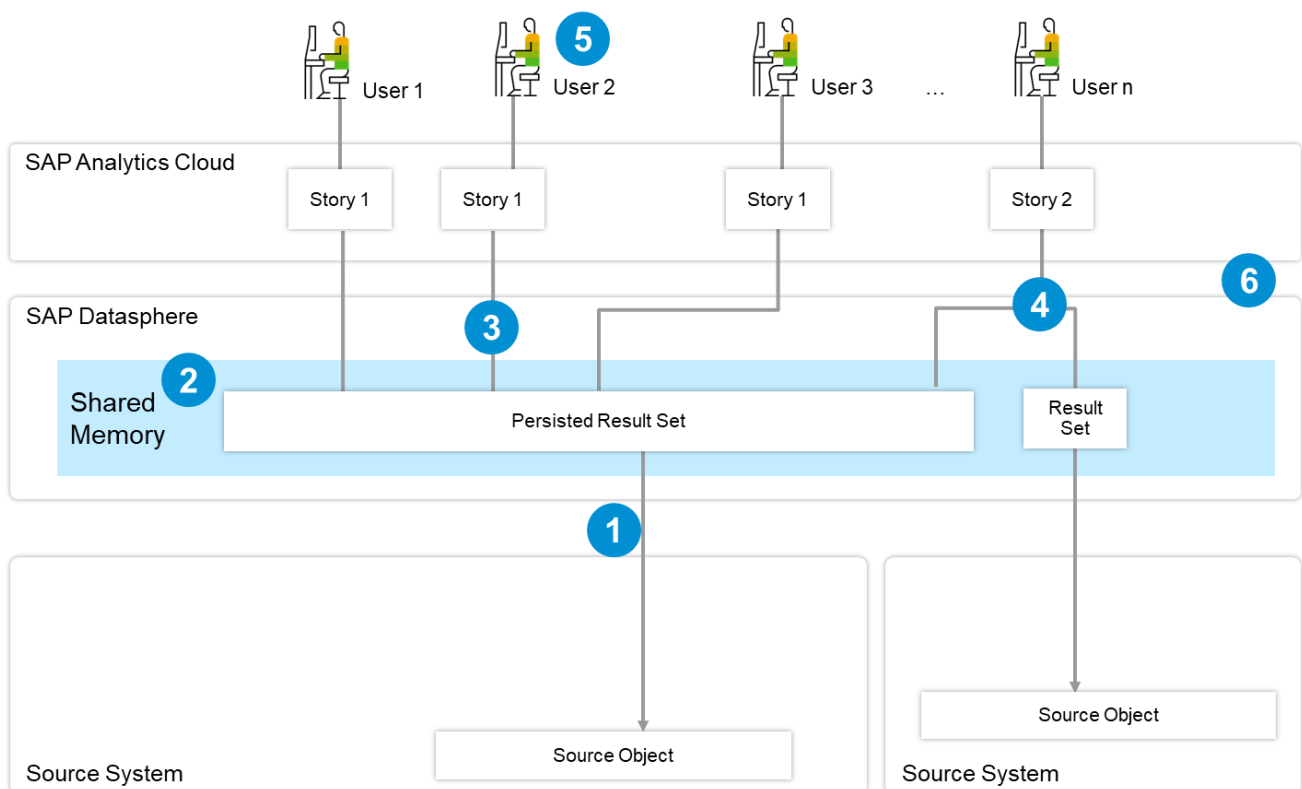 5
User 1
User 2
User 3
...
User n
SAP Analytics Cloud
Story 1
Story 1
Story 1
Story 2
6
4
SAP Datasphere
3
2
Shared
Memory
Persisted Result Set
Result
Set
1
Source Object
Source Object
Source System
Source System